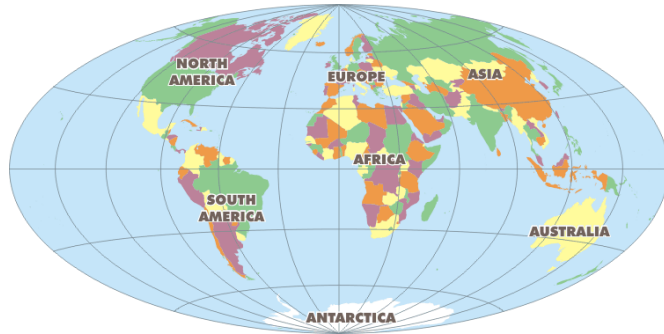 NORTH
AMERICA
EUROPE
ASIA
AFRICA
SOUTH
AMERICA
AUSTRALIA
ANTARCTICA